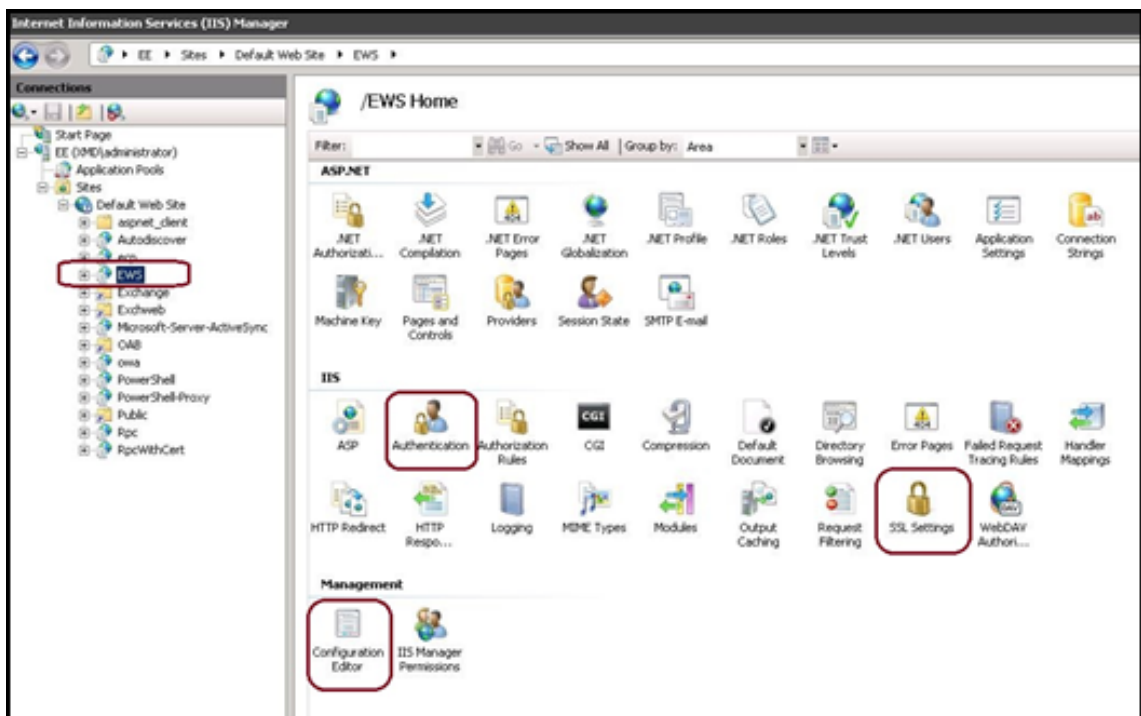 Internet Information Services (IIS) Manager
EE Sites Default Web Site EWS
Connections
Start Page
EE (XMD\administrator)
Application Pools
Sites
Default Web Site
aspnet_client
Autodiscover
ecp
EWS
Exchange
Exchweb
Microsoft-Server-ActiveSync
OAB
owa
PowerShell
PowerShell-Proxy
Public
Rpc
RpcWithCert
/EWS Home
Filter: Go Show All Group by: Area
ASP.NET
.NET Authorizati...
.NET Compilation
.NET Error Pages
.NET Globalization
.NET Profile
.NET Roles
.NET Trust Levels
.NET Users
Application Settings
Connection Strings
Machine Key
Pages and Controls
Providers
Session State
SMTP E-mail
IIS
ASP
Authentication
Authorization Rules
CGI
CGI
Compression
Default Document
Directory Browsing
Error Pages
Failed Request Tracing Rules
Handler Mappings
HTTP Redirect
HTTP Respo...
Logging
MIME Types
Modules
Output Caching
Request Filtering
SSL Settings
WebDAV Authori...
Management
Configuration Editor
IIS Manager Permissions